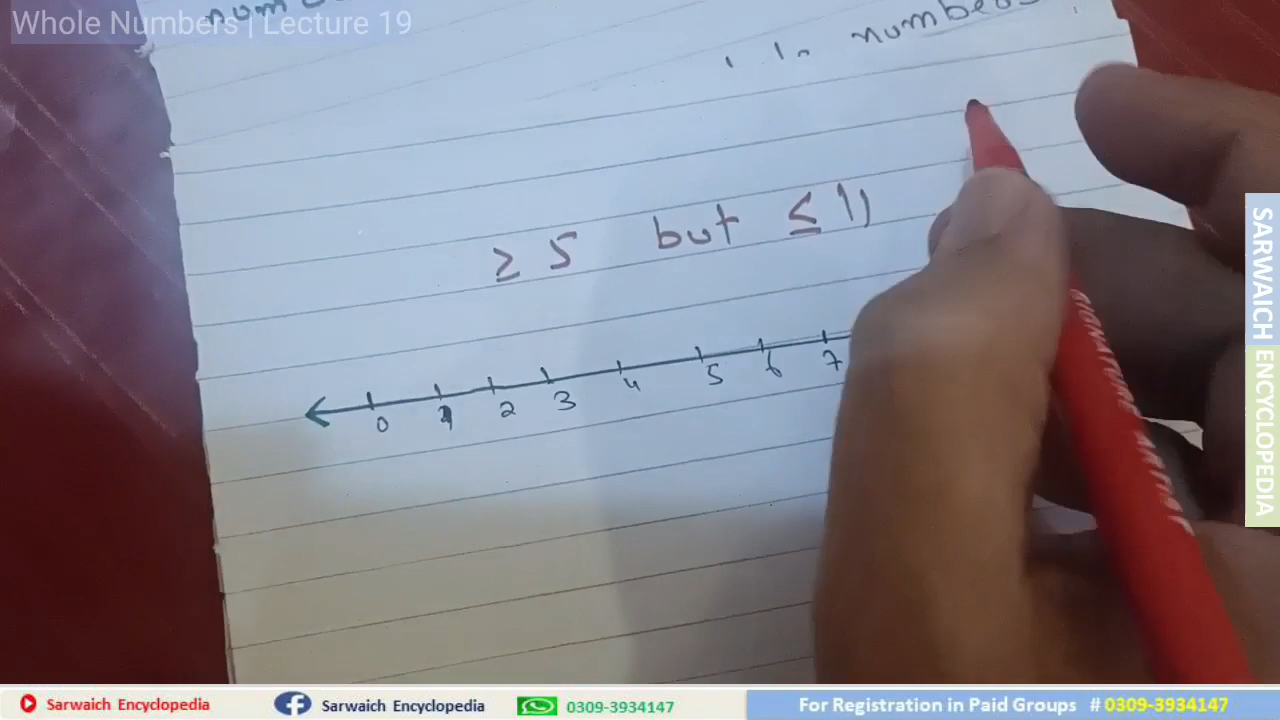 Whole Numbers | Lecture 19
numbers
≥ 5 but ≤ 11
0 1 2 3 4 5 6 7
SARWAICH ENCYCLOPEDIA
Sarwaich Encyclopedia Sarwaich Encyclopedia 0309-3934147 For Registration in Paid Groups # 0309-3934147